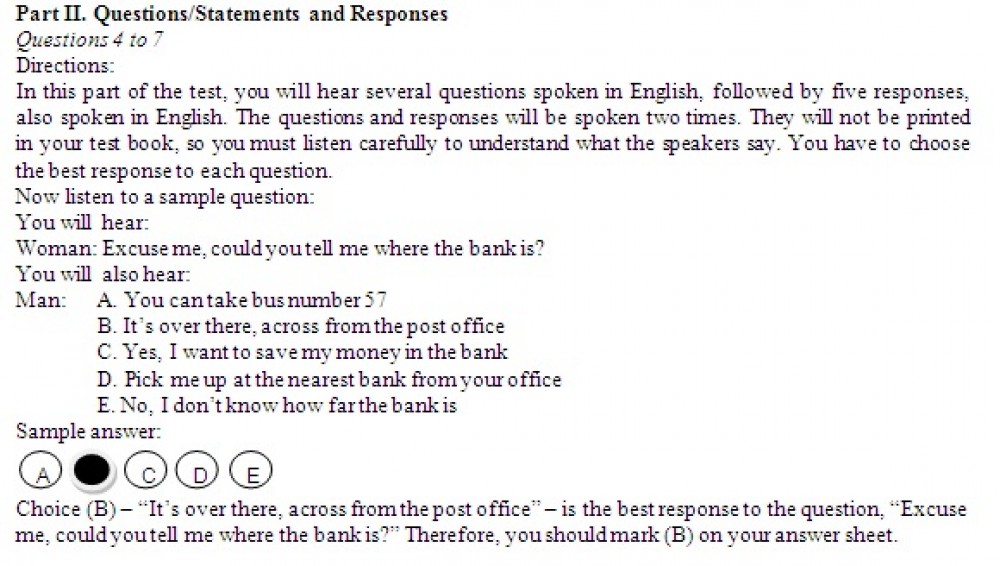 Part II. Questions/Statements and Responses
Questions 4 to 7
Directions:
In this part of the test, you will hear several questions spoken in English, followed by five responses,
also spoken in English. The questions and responses will be spoken two times. They will not be printed
in your test book, so you must listen carefully to understand what the speakers say. You have to choose
the best response to each question.
Now listen to a sample question:
You will hear:
Woman: Excuse me, could you tell me where the bank is?
You will also hear:
Man: A. You can take bus number 57
B. It's over there, across from the post office
C. Yes, I want to save my money in the bank
D. Pick me up at the nearest bank from your office
E. No, I don't know how far the bank is
Sample answer:
A C D E
Choice (B) – “It's over there, across from the post office” – is the best response to the question, “Excuse
me, could you tell me where the bank is?” Therefore, you should mark (B) on your answer sheet.